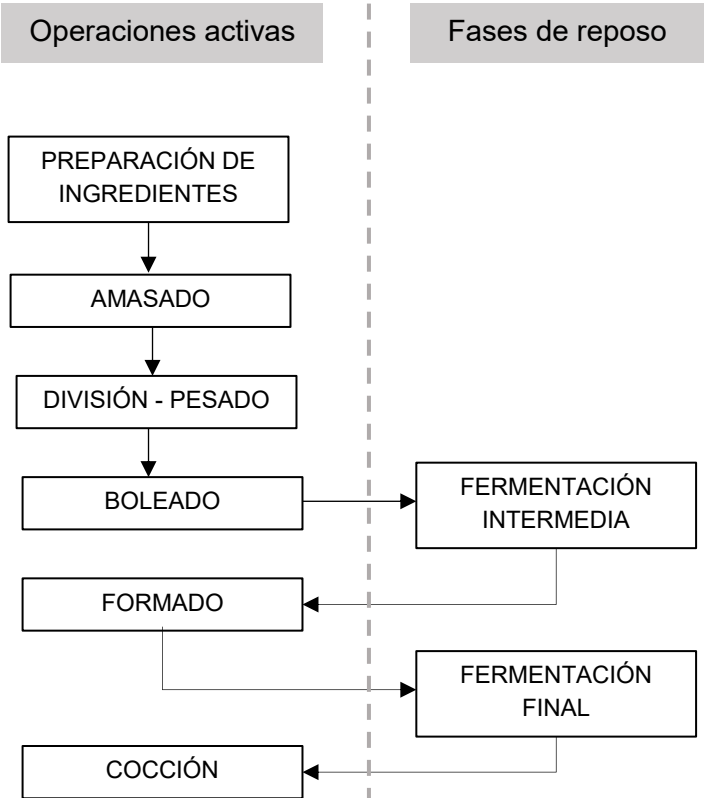 Operaciones activas
Fases de reposo
PREPARACIÓN DE
INGREDIENTES
AMASADO
DIVISIÓN - PESADO
BOLEADO
FERMENTACIÓN
INTERMEDIA
FORMADO
FERMENTACIÓN
FINAL
COCCIÓN